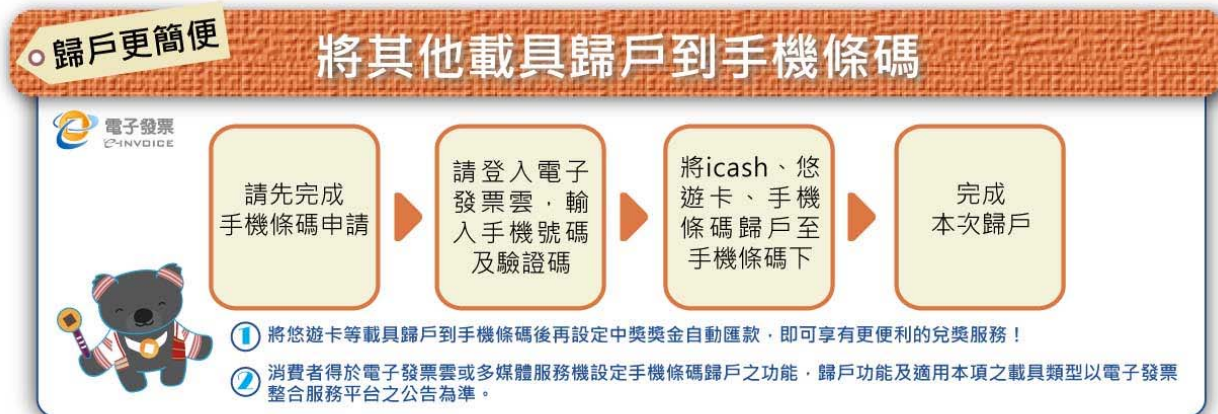 歸戶更簡便
將其他載具歸戶到手機條碼
電子發票
E-INVOICE
請先完成
手機條碼申請
請登入電子
發票雲，輸
入手機號碼
及驗證碼
將icash、悠
遊卡、手機
條碼歸戶至
手機條碼下
完成
本次歸戶
1 將悠遊卡等載具歸戶到手機條碼後再設定中獎獎金自動匯款，即可享有更便利的兌獎服務！
2 消費者得於電子發票雲或多媒體服務機設定手機條碼歸戶之功能，歸戶功能及適用本項之載具類型以電子發票
整合服務平台之公告為準。